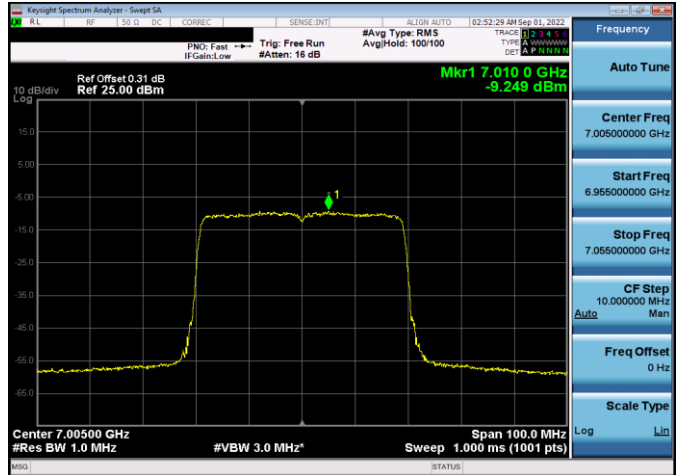 Keysight Spectrum Analyzer - Swept SA
RL RF 50 Ω DC CORREC SENSE:INT ALIGN AUTO 02:52:29 AM Sep 01, 2022
PNO: Fast Trig: Free Run #Avg Type: RMS TRACE 1 2 3 4 5 6
IFGain:Low #Atten: 16 dB Avg|Hold: 100/100 TYPE A WWWWW
DET A P N N N N
Ref Offset 0.31 dB Mkr1 7.010 0 GHz
10 dB/div Ref 25.00 dBm -9.249 dBm
Log
15.0
5.00
-5.00
1
-15.0
-25.0
-35.0
-45.0
-55.0
-65.0
Center 7.00500 GHz Span 100.0 MHz
#Res BW 1.0 MHz #VBW 3.0 MHz* Sweep 1.000 ms (1001 pts)
MSG STATUS
Frequency
Auto Tune
Center Freq
7.005000000 GHz
Start Freq
6.955000000 GHz
Stop Freq
7.055000000 GHz
CF Step
10.000000 MHz
Auto Man
Freq Offset
0 Hz
Scale Type
Log Lin